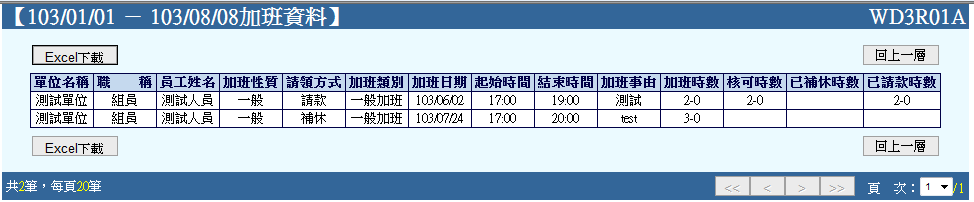 【103/01/01 － 103/08/08加班資料】 WD3R01A
Excel下載 回上一層
單位名稱 職 稱 員工姓名 加班性質 請領方式 加班類別 加班日期 起始時間 結束時間 加班事由 加班時數 核可時數 已補休時數 已請款時數
測試單位 組員 測試人員 一般 請款 一般加班 103/06/02 17:00 19:00 測試 2-0 2-0 2-0
測試單位 組員 測試人員 一般 補休 一般加班 103/07/24 17:00 20:00 test 3-0
Excel下載 回上一層
共2筆，每頁20筆 << < > >> 頁 次：1 /1